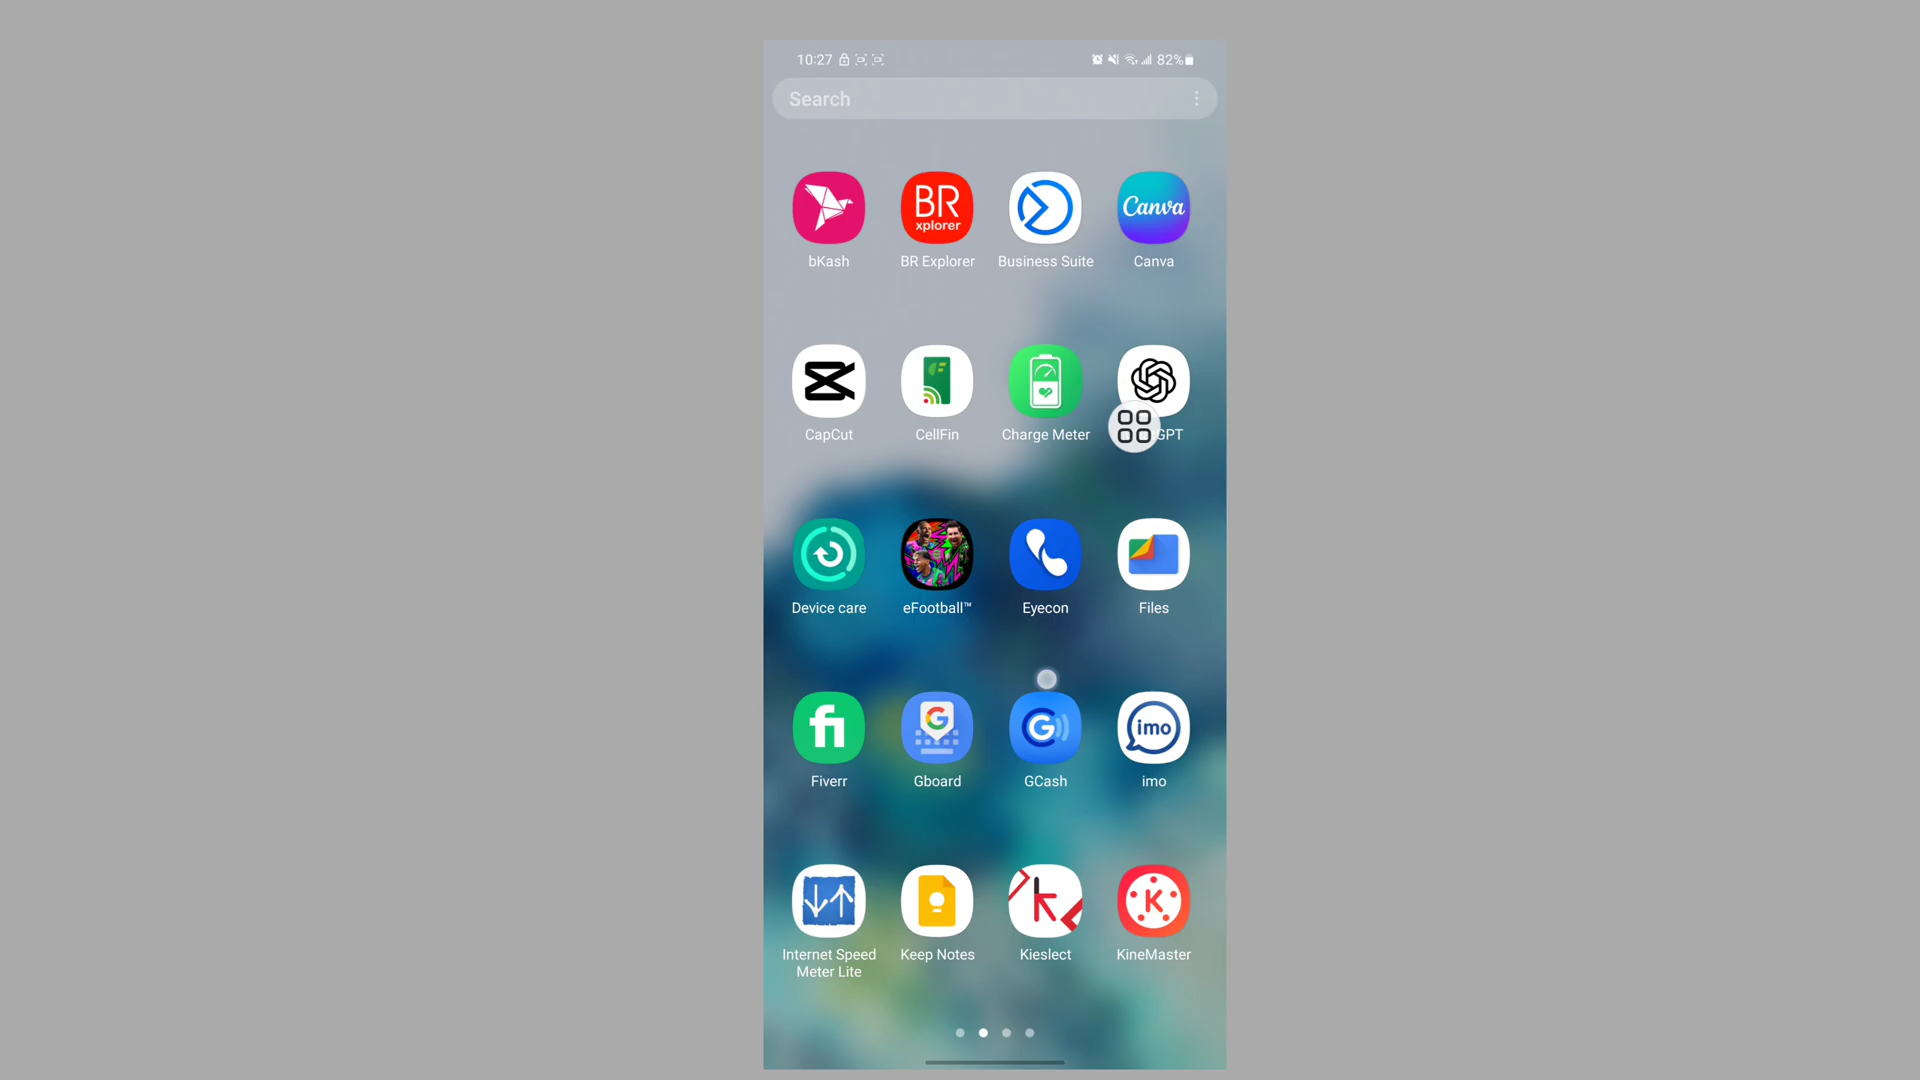 10:27 82%
Search
BR
xplorer
Canva
bKash BR Explorer Business Suite Canva
CapCut CellFin Charge Meter GPT
Device care eFootball™ Eyecon Files
fi
G
G
imo
Fiverr Gboard GCash imo
K
Internet Speed Keep Notes Kieslect KineMaster
Meter Lite